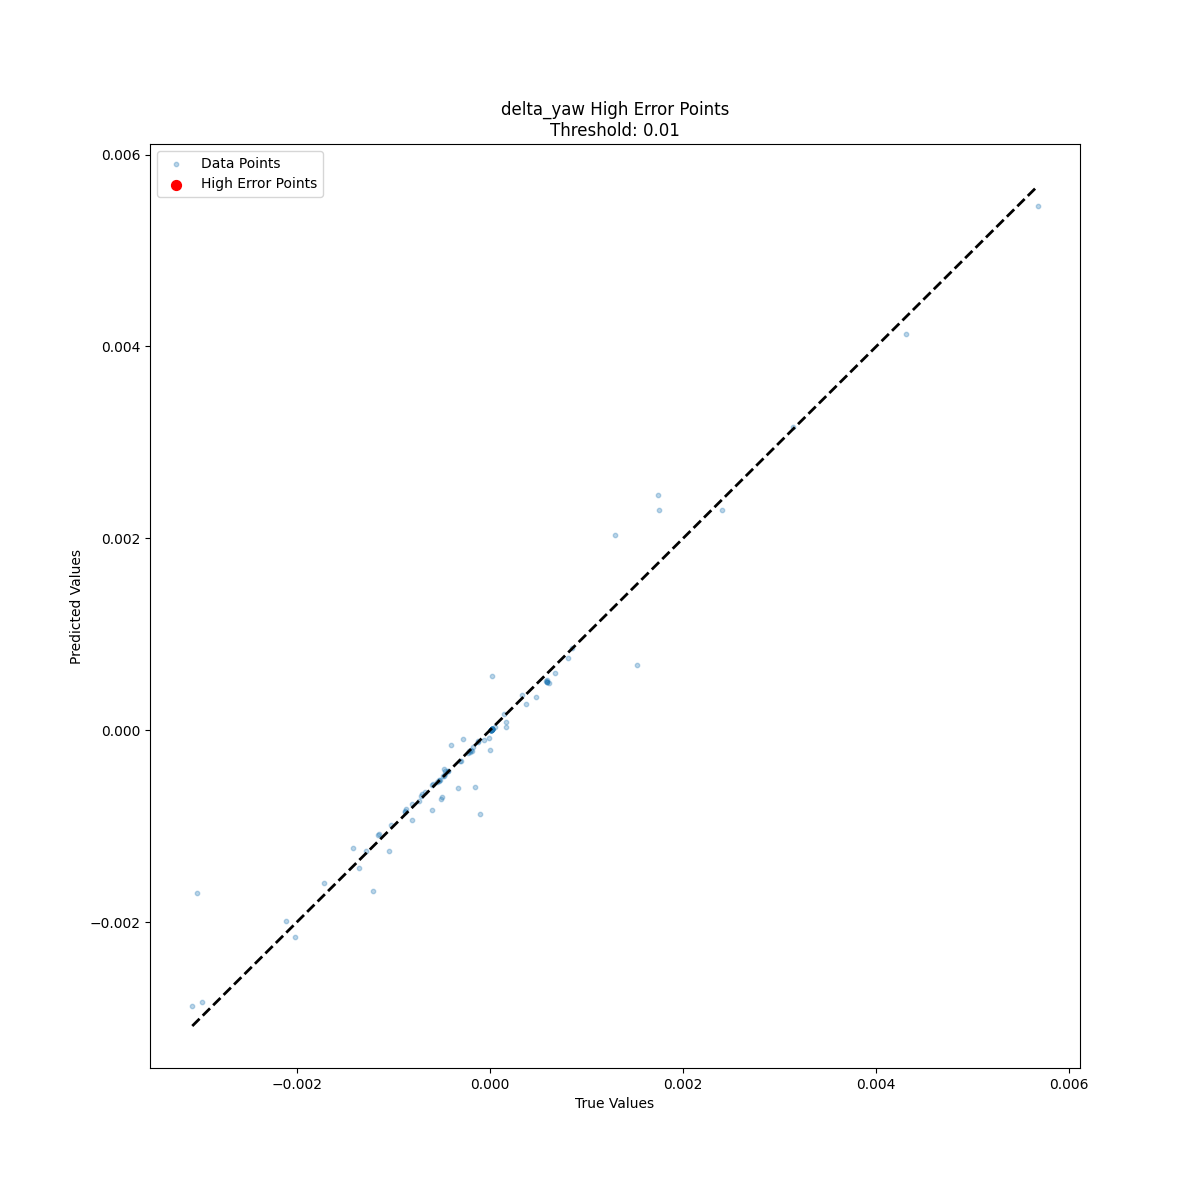 delta_yaw High Error Points
Threshold: 0.01
Data Points
High Error Points
0.006
0.004
0.002
0.000
−0.002
Predicted Values
−0.002
0.000
0.002
0.004
0.006
True Values